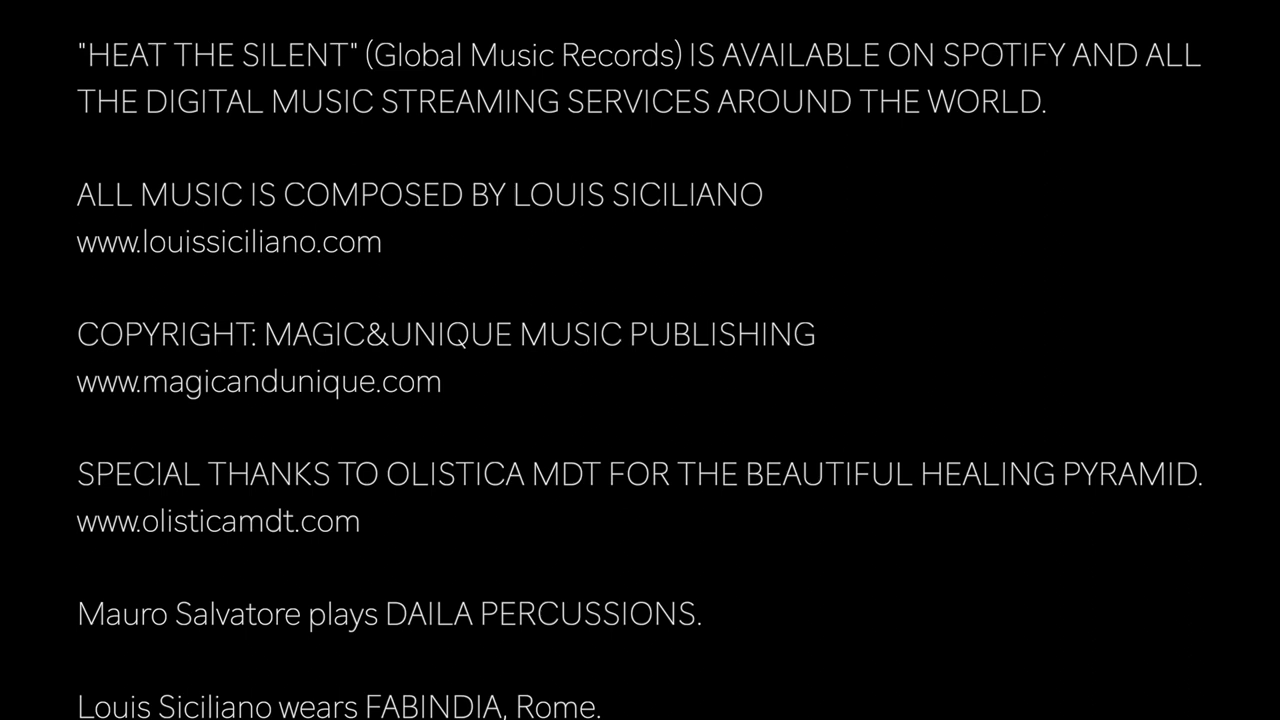 "HEAT THE SILENT" (Global Music Records) IS AVAILABLE ON SPOTIFY AND ALL
THE DIGITAL MUSIC STREAMING SERVICES AROUND THE WORLD.
ALL MUSIC IS COMPOSED BY LOUIS SICILIANO
www.louissiciliano.com
COPYRIGHT: MAGIC&UNIQUE MUSIC PUBLISHING
www.magicandunique.com
SPECIAL THANKS TO OLISTICA MDT FOR THE BEAUTIFUL HEALING PYRAMID.
www.olisticamdt.com
Mauro Salvatore plays DAILA PERCUSSIONS.
Louis Siciliano wears FABINDIA, Rome.